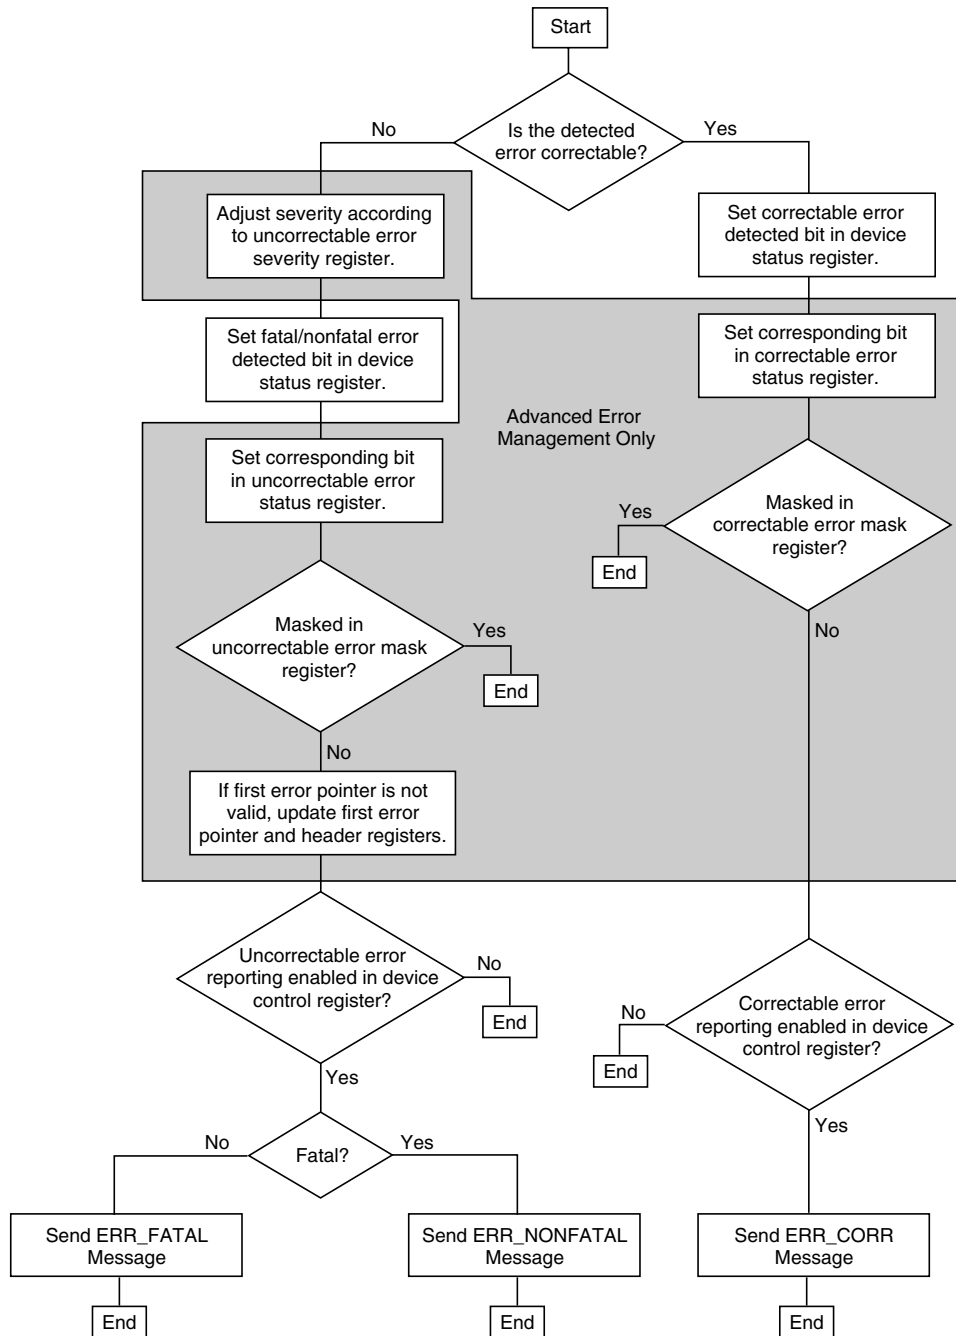 Start
Is the detected
error correctable?
No
Yes
Adjust severity according
to uncorrectable error
severity register.
Set correctable error
detected bit in device
status register.
Set fatal/nonfatal error
detected bit in device
status register.
Set corresponding bit
in correctable error
status register.
Advanced Error
Management Only
Set corresponding bit
in uncorrectable error
status register.
Masked in
correctable error mask
register?
Yes
End
No
Masked in
uncorrectable error mask
register?
Yes
End
No
If first error pointer is not
valid, update first error
pointer and header registers.
Uncorrectable error
reporting enabled in device
control register?
No
End
Yes
Correctable error
reporting enabled in device
control register?
No
End
Yes
Fatal?
No
Yes
Send ERR_FATAL
Message
Send ERR_NONFATAL
Message
Send ERR_CORR
Message
End
End
End